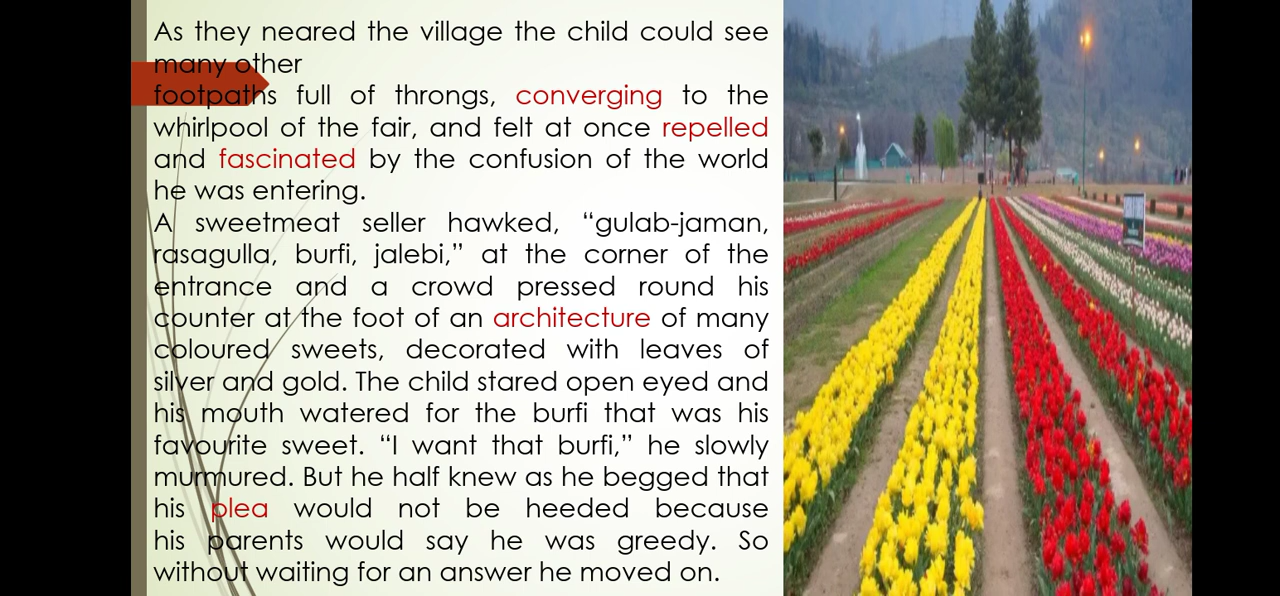 As they neared the village the child could see
many other
footpaths full of throngs, converging to the
whirlpool of the fair, and felt at once repelled
and fascinated by the confusion of the world
he was entering.
A sweetmeat seller hawked, “gulab-jaman,
rasagulla, burfi, jalebi,” at the corner of the
entrance and a crowd pressed round his
counter at the foot of an architecture of many
coloured sweets, decorated with leaves of
silver and gold. The child stared open eyed and
his mouth watered for the burfi that was his
favourite sweet. “I want that burfi,” he slowly
murmured. But he half knew as he begged that
his plea would not be heeded because
his parents would say he was greedy. So
without waiting for an answer he moved on.